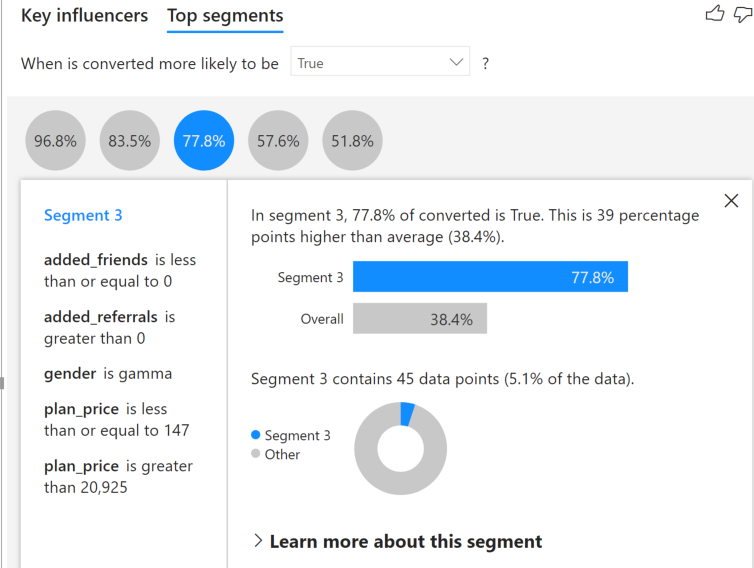 Key influencers Top segments
When is converted more likely to be True ?
96.8% 83.5% 77.8% 57.6% 51.8%
Segment 3
added_friends is less
than or equal to 0
added_referrals is
greater than 0
gender is gamma
plan_price is less
than or equal to 147
plan_price is greater
than 20,925
In segment 3, 77.8% of converted is True. This is 39 percentage
points higher than average (38.4%).
Segment 3 77.8%
Overall 38.4%
Segment 3 contains 45 data points (5.1% of the data).
Segment 3
Other
Learn more about this segment